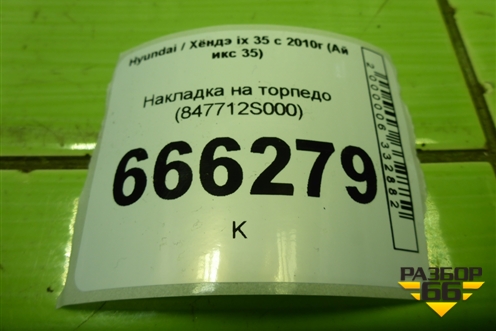 Hyundai / Хёндэ ix 35 с 2010г (Ай
икс 35)
Накладка на торпедо
(847712S000)
666279
К
2000006332882
РАЗБОР
66